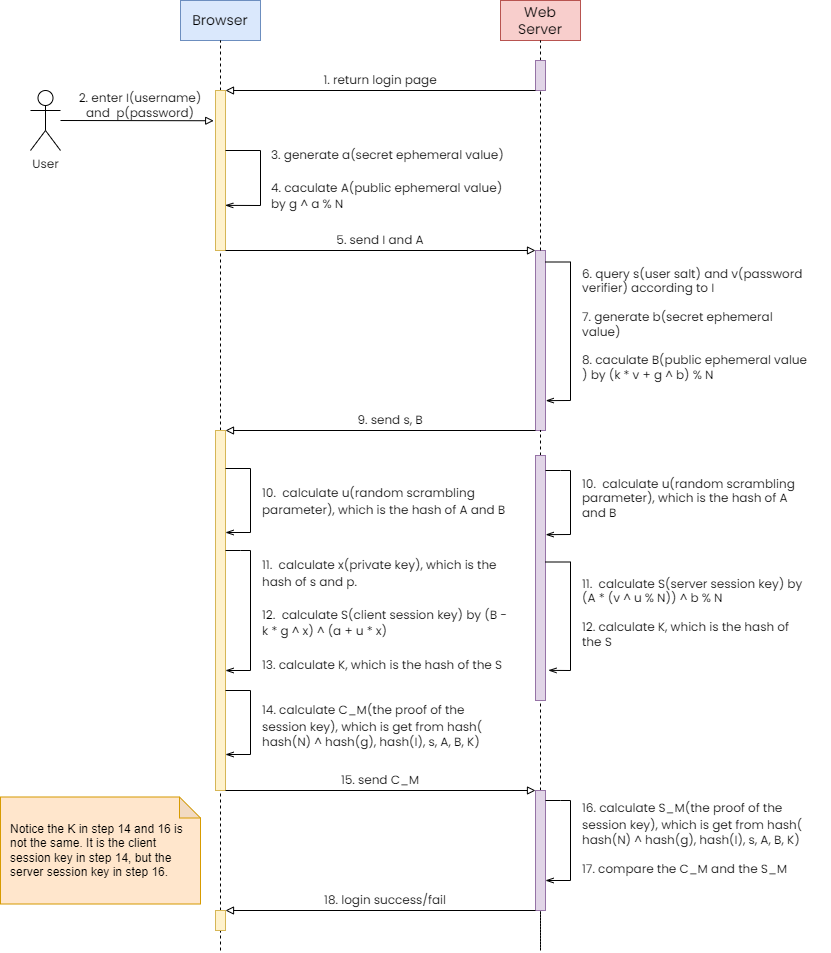 Browser
Web
Server
1. return login page
2. enter I(username)
and  p(password)
User
3. generate a(secret ephemeral value)
4. caculate A(public ephemeral value)
by g ^ a % N
5. send I and A
6. query s(user salt) and v(password
verifier) according to I
7. generate b(secret ephemeral
value)
8. caculate B(public ephemeral value
) by (k * v + g ^ b) % N
9. send s, B
10.  calculate u(random scrambling
parameter), which is the hash of A and B
10.  calculate u(random scrambling
parameter), which is the hash of A
and B
11.  calculate x(private key), which is the
hash of s and p.
12.  calculate S(client session key) by (B -
k * g ^ x) ^ (a + u * x)
13. calculate K, which is the hash of the S
11.  calculate S(server session key) by
(A * (v ^ u % N)) ^ b % N
12. calculate K, which is the hash of
the S
14. calculate C_M(the proof of the
session key), which is get from hash(
hash(N) ^ hash(g), hash(I), s, A, B, K)
15. send C_M
Notice the K in step 14 and 16 is
not the same. It is the client
session key in step 14, but the
server session key in step 16.
16. calculate S_M(the proof of the
session key), which is get from hash(
hash(N) ^ hash(g), hash(I), s, A, B, K)
17. compare the C_M and the S_M
18. login success/fail